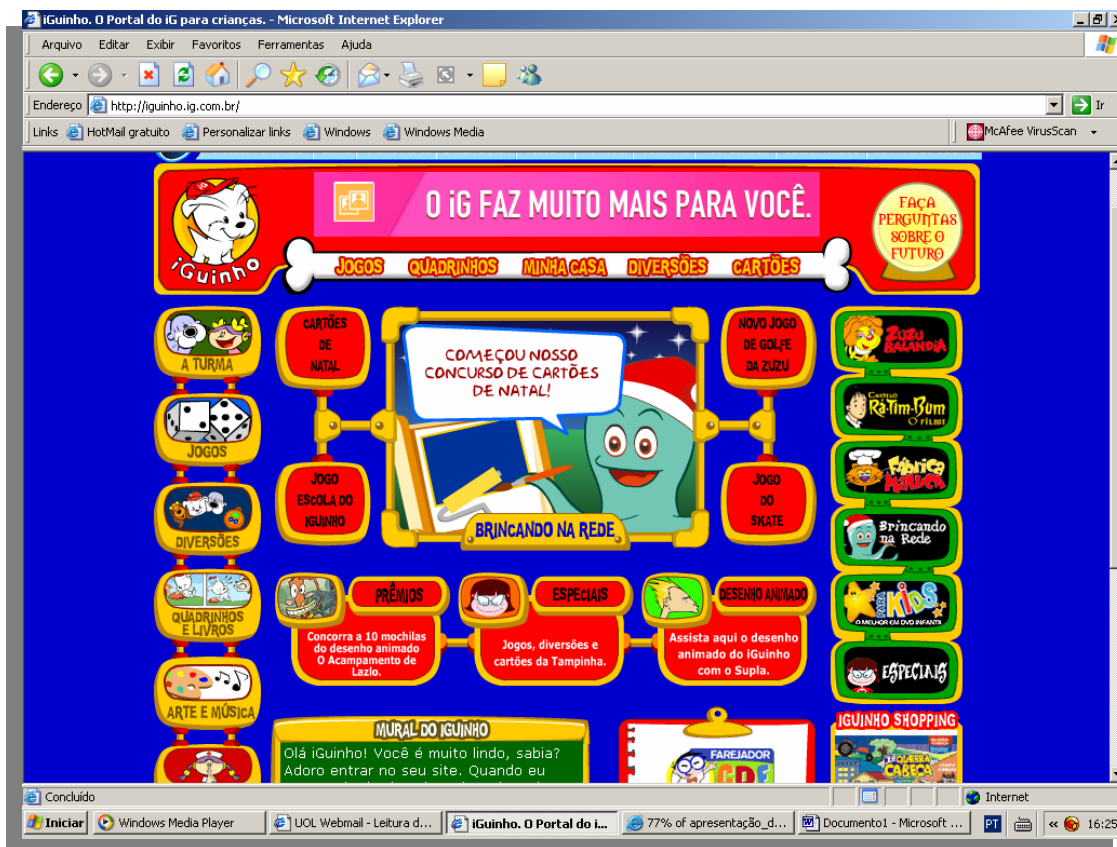 iGuinho. O Portal do iG para crianças. - Microsoft Internet Explorer
Arquivo Editar Exibir Favoritos Ferramentas Ajuda
Endereço http://iguinho.ig.com.br/ Ir
Links HotMail gratuito Personalizar links Windows Windows Media McAfee VirusScan
iG
iGuinho
O iG FAZ MUITO MAIS PARA VOCÊ.
FAÇA
PERGUNTAS
SOBRE O
FUTURO
JOGOS QUADRINHOS MINHA CASA DIVERSÕES CARTÕES
A TURMA
JOGOS
DIVERSÕES
QUADRINHOS
E LIVROS
ARTE E MÚSICA
CARTÕES
DE
NATAL
JOGO
ESCOLA DO
IGUINHO
COMEÇOU NOSSO
CONCURSO DE CARTÕES
DE NATAL!
BRINCANDO NA REDE
NOVO JOGO
DE GOLFE
DA ZUZU
JOGO
DO
SKATE
ZUZU
BALANDIA
CASTELO
Rá-Tim-Bum
O FILME
Fábrica
Maluca
Brincando
na Rede
PARA
KIDS
O MELHOR EM DVD INFANTIL
ESPECIAIS
PRÊMIOS
Concorra a 10 mochilas
do desenho animado
O Acampamento de
Lazlo.
ESPECIAIS
Jogos, diversões e
cartões da Tampinha.
DESENHO ANIMADO
Assista aqui o desenho
animado do iGuinho
com o Supla.
MURAL DO IGUINHO
Olá iGuinho! Você é muito lindo, sabia?
Adoro entrar no seu site. Quando eu
FAREJADOR
CDF
IGUINHO SHOPPING
QUEBRA
CABEÇA
Concluído Internet
Iniciar Windows Media Player UOL Webmail - Leitura d... iGuinho. O Portal do i... 77% of apresentação_d... Documento1 - Microsoft ... PT « 16:25